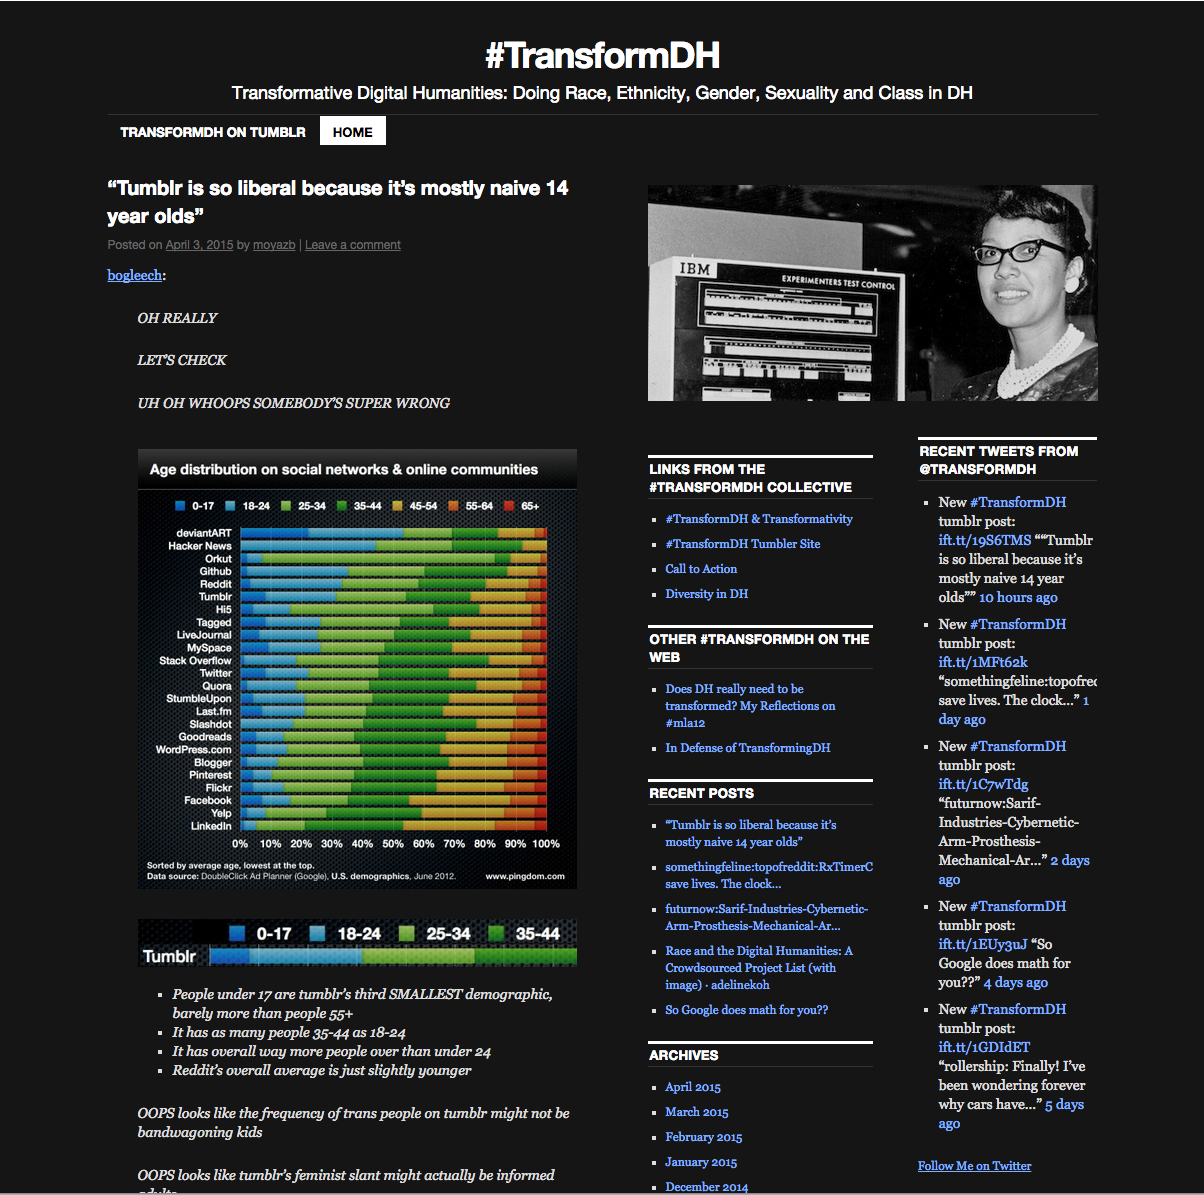 #TransformDH
Transformative Digital Humanities: Doing Race, Ethnicity, Gender, Sexuality and Class in DH
TRANSFORMDH ON TUMBLR
HOME
“Tumblr is so liberal because it’s mostly naive 14
year olds”
Posted on April 3, 2015 by moyazb | Leave a comment
bogleech:
OH REALLY
LET’S CHECK
UH OH WHOOPS SOMEBODY’S SUPER WRONG
Age distribution on social networks & online communities
0-17 18-24 25-34 35-44 45-54 55-64 65+
deviantART
Hacker News
Orkut
Github
Reddit
Tumblr
Hi5
Tagged
LiveJournal
MySpace
Stack Overflow
Twitter
Quora
StumbleUpon
Last.fm
Slashdot
Goodreads
WordPress.com
Blogger
Pinterest
Flickr
Facebook
Yelp
LinkedIn
0% 10% 20% 30% 40% 50% 60% 70% 80% 90% 100%
Sorted by average age, lowest at the top.
Data source: DoubleClick Ad Planner (Google), U.S. demographics, June 2012.
www.pingdom.com
0-17 18-24 25-34 35-44
Tumblr
People under 17 are tumblr’s third SMALLEST demographic,
barely more than people 55+
It has as many people 35-44 as 18-24
It has overall way more people over than under 24
Reddit’s overall average is just slightly younger
OOPS looks like the frequency of trans people on tumblr might not be
bandwagoning kids
OOPS looks like tumblr’s feminist slant might actually be informed
adults
IBM
EXPERIMENTERS TEST CONTROL
LINKS FROM THE
#TRANSFORMDH COLLECTIVE
#TransformDH & Transformativity
#TransformDH Tumbler Site
Call to Action
Diversity in DH
OTHER #TRANSFORMDH ON THE
WEB
Does DH really need to be
transformed? My Reflections on
#mla12
In Defense of TransformingDH
RECENT POSTS
“Tumblr is so liberal because it’s
mostly naive 14 year olds”
somethingfeline:topofreddit:RxTimerC
save lives. The clock…
futurnow:Sarif-Industries-Cybernetic-
Arm-Prosthesis-Mechanical-Ar…
Race and the Digital Humanities: A
Crowdsourced Project List (with
image) · adelinekoh
So Google does math for you??
ARCHIVES
April 2015
March 2015
February 2015
January 2015
December 2014
RECENT TWEETS FROM
@TRANSFORMDH
New #TransformDH
tumblr post:
ift.tt/19S6TMS ““Tumblr
is so liberal because it’s
mostly naive 14 year
olds”” 10 hours ago
New #TransformDH
tumblr post:
ift.tt/1MFt62k
“somethingfeline:topofred
save lives. The clock…” 1
day ago
New #TransformDH
tumblr post:
ift.tt/1C7wTdg
“futurnow:Sarif-
Industries-Cybernetic-
Arm-Prosthesis-
Mechanical-Ar…” 2 days
ago
New #TransformDH
tumblr post:
ift.tt/1EUy3uJ “So
Google does math for
you??” 4 days ago
New #TransformDH
tumblr post:
ift.tt/1GDIdET
“rollership: Finally! I’ve
been wondering forever
why cars have…” 5 days
ago
Follow Me on Twitter